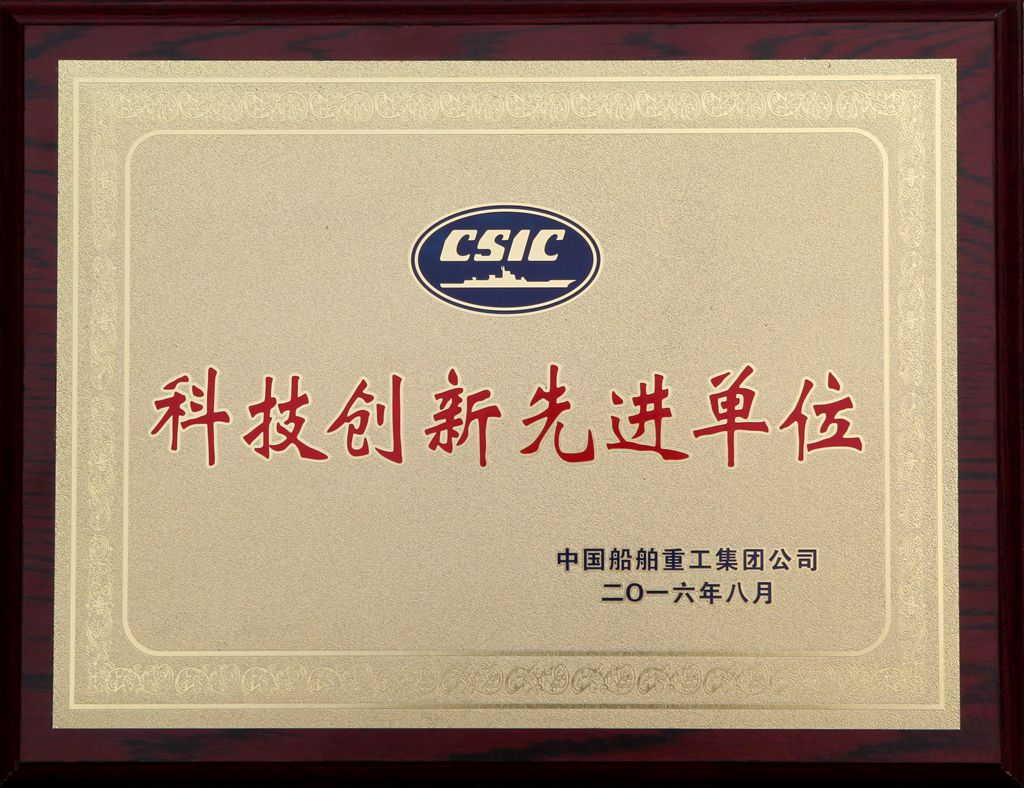 CSIC
科技创新先进单位
中国船舶重工集团公司
二O一六年八月